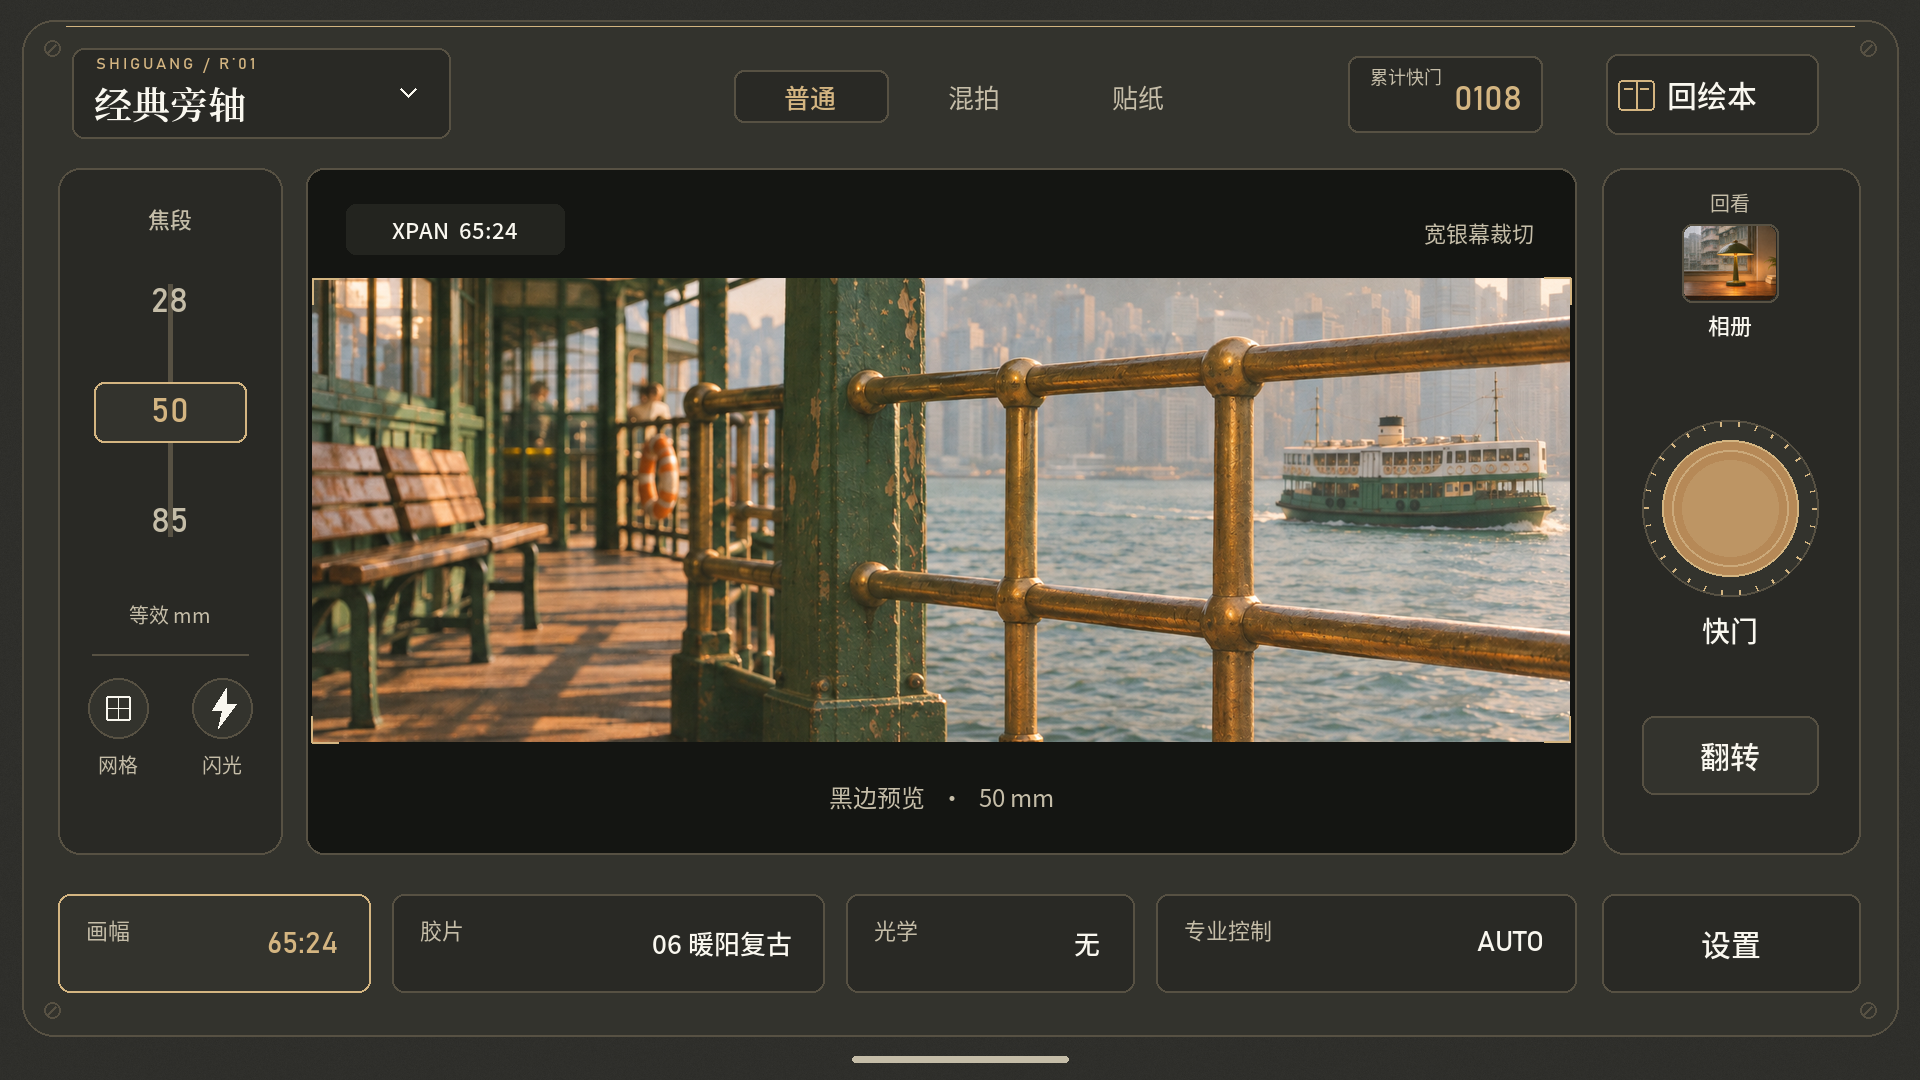 SHIGUANG / R'01
经典旁轴
普通
混拍
贴纸
累计快门
0108
回绘本
焦段
28
50
85
等效 mm
网格
闪光
XPAN 65:24
宽银幕裁切
黑边预览 · 50 mm
回看
相册
快门
翻转
画幅
65:24
胶片
06 暖阳复古
光学
无
专业控制
AUTO
设置